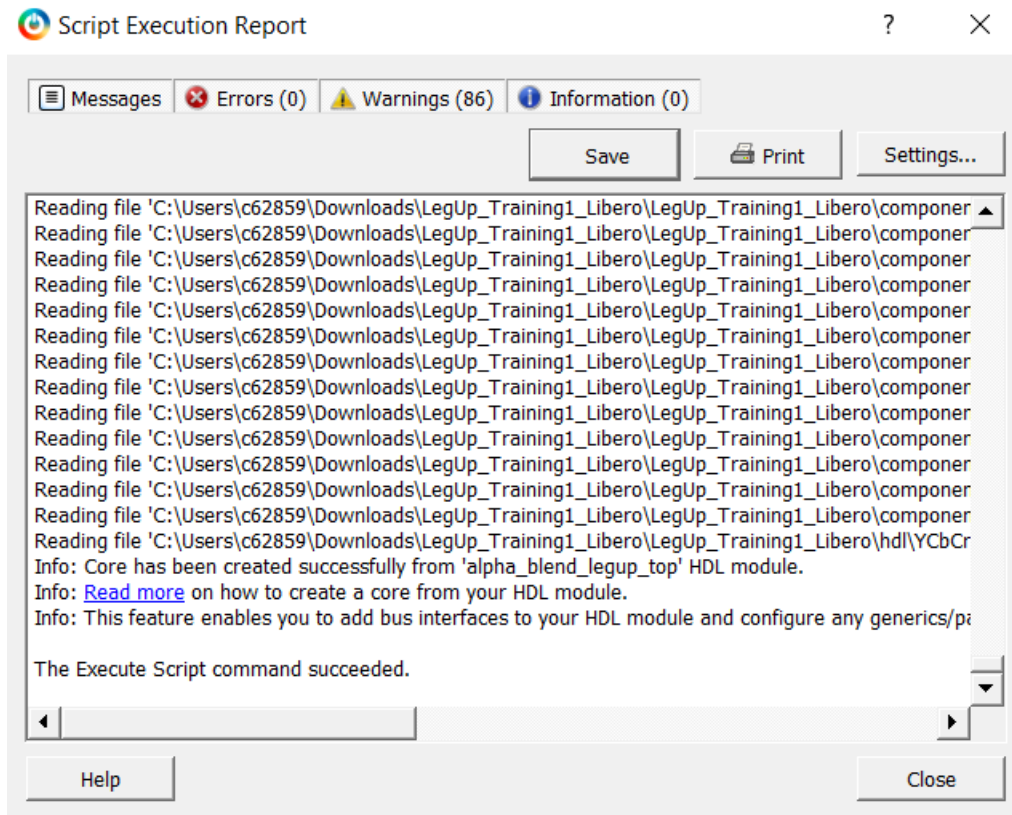 Script Execution Report
?
Messages
Errors (0)
Warnings (86)
Information (0)
Save
Print
Settings...
Reading file 'C:\Users\c62859\Downloads\LegUp_Training1_Libero\LegUp_Training1_Libero\componer
Reading file 'C:\Users\c62859\Downloads\LegUp_Training1_Libero\LegUp_Training1_Libero\componer
Reading file 'C:\Users\c62859\Downloads\LegUp_Training1_Libero\LegUp_Training1_Libero\componer
Reading file 'C:\Users\c62859\Downloads\LegUp_Training1_Libero\LegUp_Training1_Libero\componer
Reading file 'C:\Users\c62859\Downloads\LegUp_Training1_Libero\LegUp_Training1_Libero\componer
Reading file 'C:\Users\c62859\Downloads\LegUp_Training1_Libero\LegUp_Training1_Libero\componer
Reading file 'C:\Users\c62859\Downloads\LegUp_Training1_Libero\LegUp_Training1_Libero\componer
Reading file 'C:\Users\c62859\Downloads\LegUp_Training1_Libero\LegUp_Training1_Libero\componer
Reading file 'C:\Users\c62859\Downloads\LegUp_Training1_Libero\LegUp_Training1_Libero\componer
Reading file 'C:\Users\c62859\Downloads\LegUp_Training1_Libero\LegUp_Training1_Libero\componer
Reading file 'C:\Users\c62859\Downloads\LegUp_Training1_Libero\LegUp_Training1_Libero\componer
Reading file 'C:\Users\c62859\Downloads\LegUp_Training1_Libero\LegUp_Training1_Libero\componer
Reading file 'C:\Users\c62859\Downloads\LegUp_Training1_Libero\LegUp_Training1_Libero\componer
Reading file 'C:\Users\c62859\Downloads\LegUp_Training1_Libero\LegUp_Training1_Libero\hdl\YCbCr
Info: Core has been created successfully from 'alpha_blend_legup_top' HDL module.
Info: Read more on how to create a core from your HDL module.
Info: This feature enables you to add bus interfaces to your HDL module and configure any generics/pa
The Execute Script command succeeded.
Help
Close